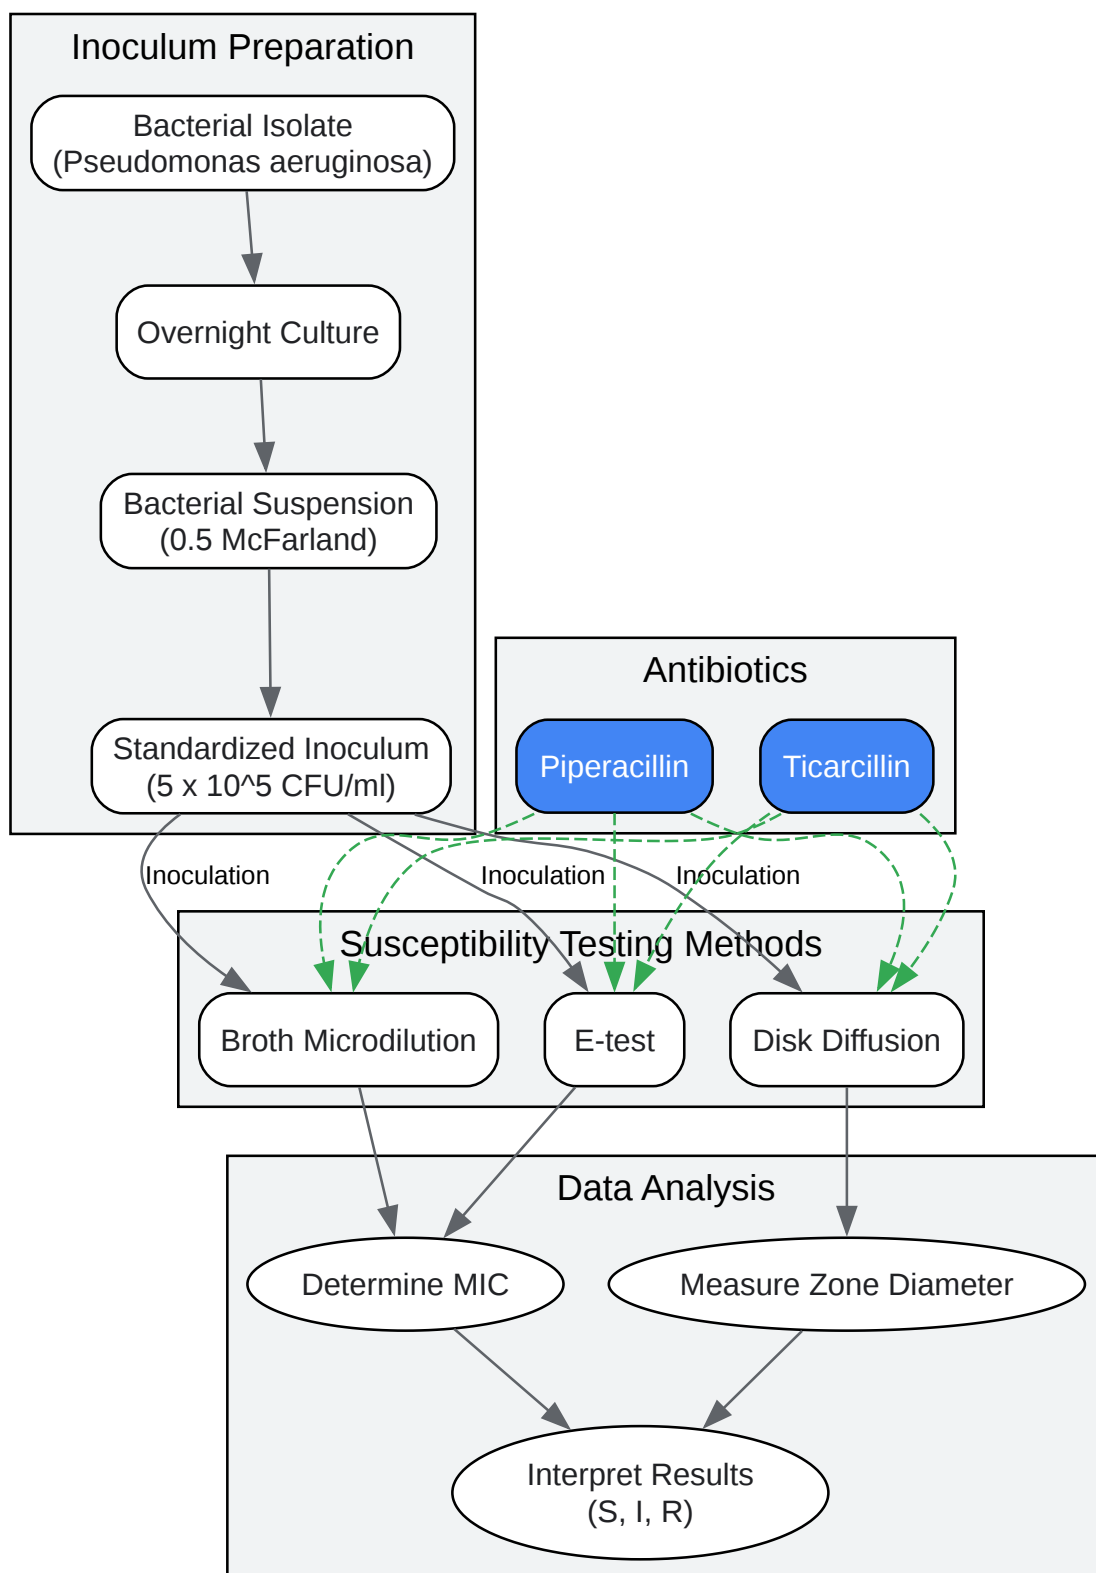 Inoculum Preparation
Bacterial Isolate
(Pseudomonas aeruginosa)
Overnight Culture
Bacterial Suspension
(0.5 McFarland)
Standardized Inoculum
(5 x 10^5 CFU/ml)
Antibiotics
Piperacillin
Ticarcillin
Inoculation
Inoculation
Inoculation
Susceptibility Testing Methods
Broth Microdilution
E-test
Disk Diffusion
Data Analysis
Determine MIC
Measure Zone Diameter
Interpret Results
(S, I, R)